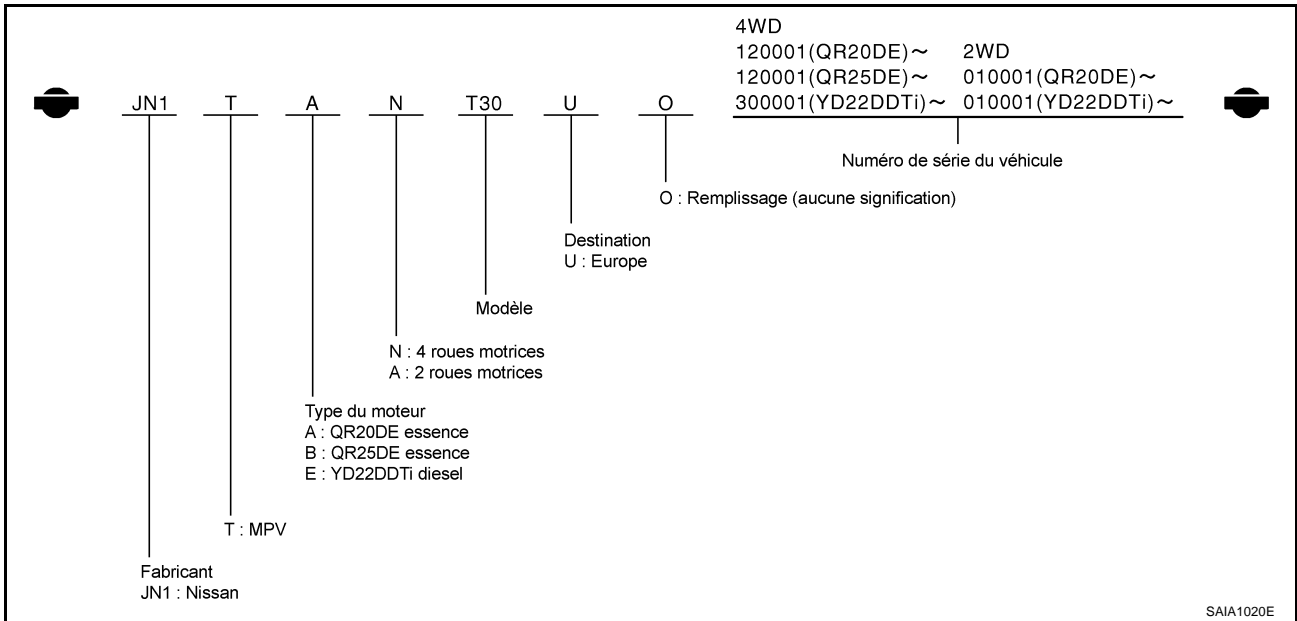 4WD
120001(QR20DE)～ 2WD
120001(QR25DE)～ 010001(QR20DE)～
JN1 T A N T30 U O 300001(YD22DDTi)～ 010001(YD22DDTi)～
Numéro de série du véhicule
O : Remplissage (aucune signification)
Destination
U : Europe
Modèle
N : 4 roues motrices
A : 2 roues motrices
Type du moteur
A : QR20DE essence
B : QR25DE essence
E : YD22DDTi diesel
T : MPV
Fabricant
JN1 : Nissan
SAIA1020E